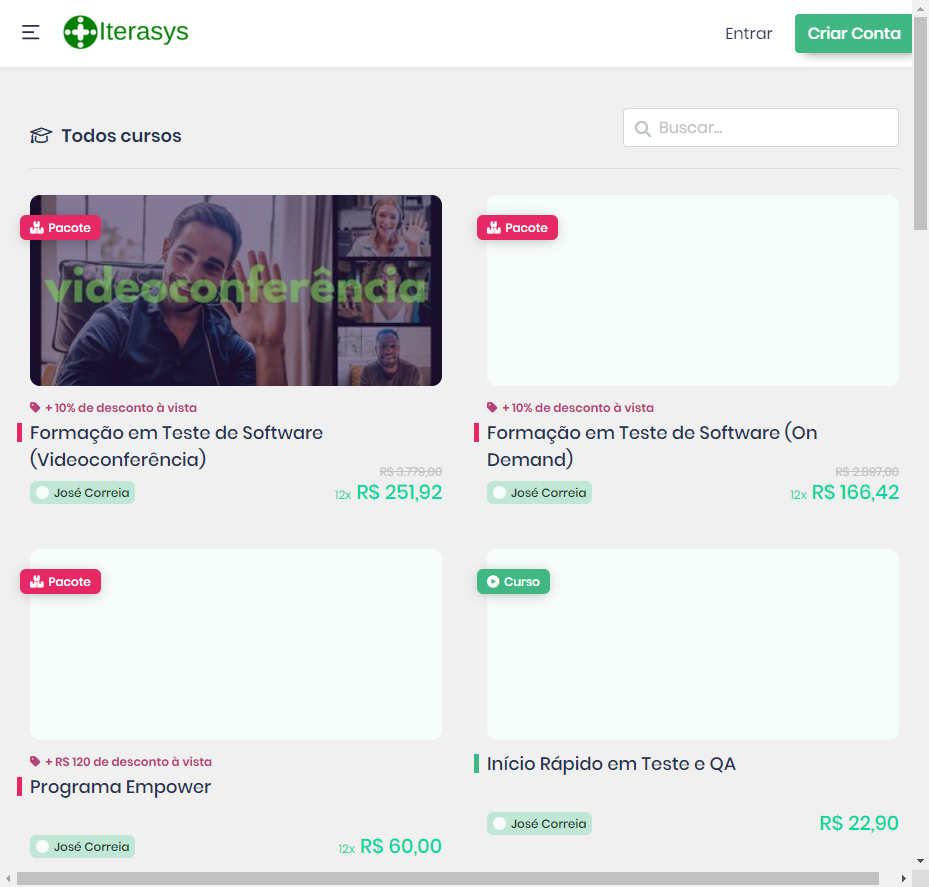 Iterasys
Entrar
Criar Conta
Todos cursos
Buscar...
Pacote
videoconferência
+ 10% de desconto à vista
Formação em Teste de Software
(Videoconferência)
R$ 3.779,00
José Correia
12x R$ 251,92
Pacote
+ 10% de desconto à vista
Formação em Teste de Software (On
Demand)
R$ 2.897,00
José Correia
12x R$ 166,42
Pacote
+ R$ 120 de desconto à vista
Programa Empower
José Correia
12x R$ 60,00
Curso
Início Rápido em Teste e QA
José Correia
R$ 22,90